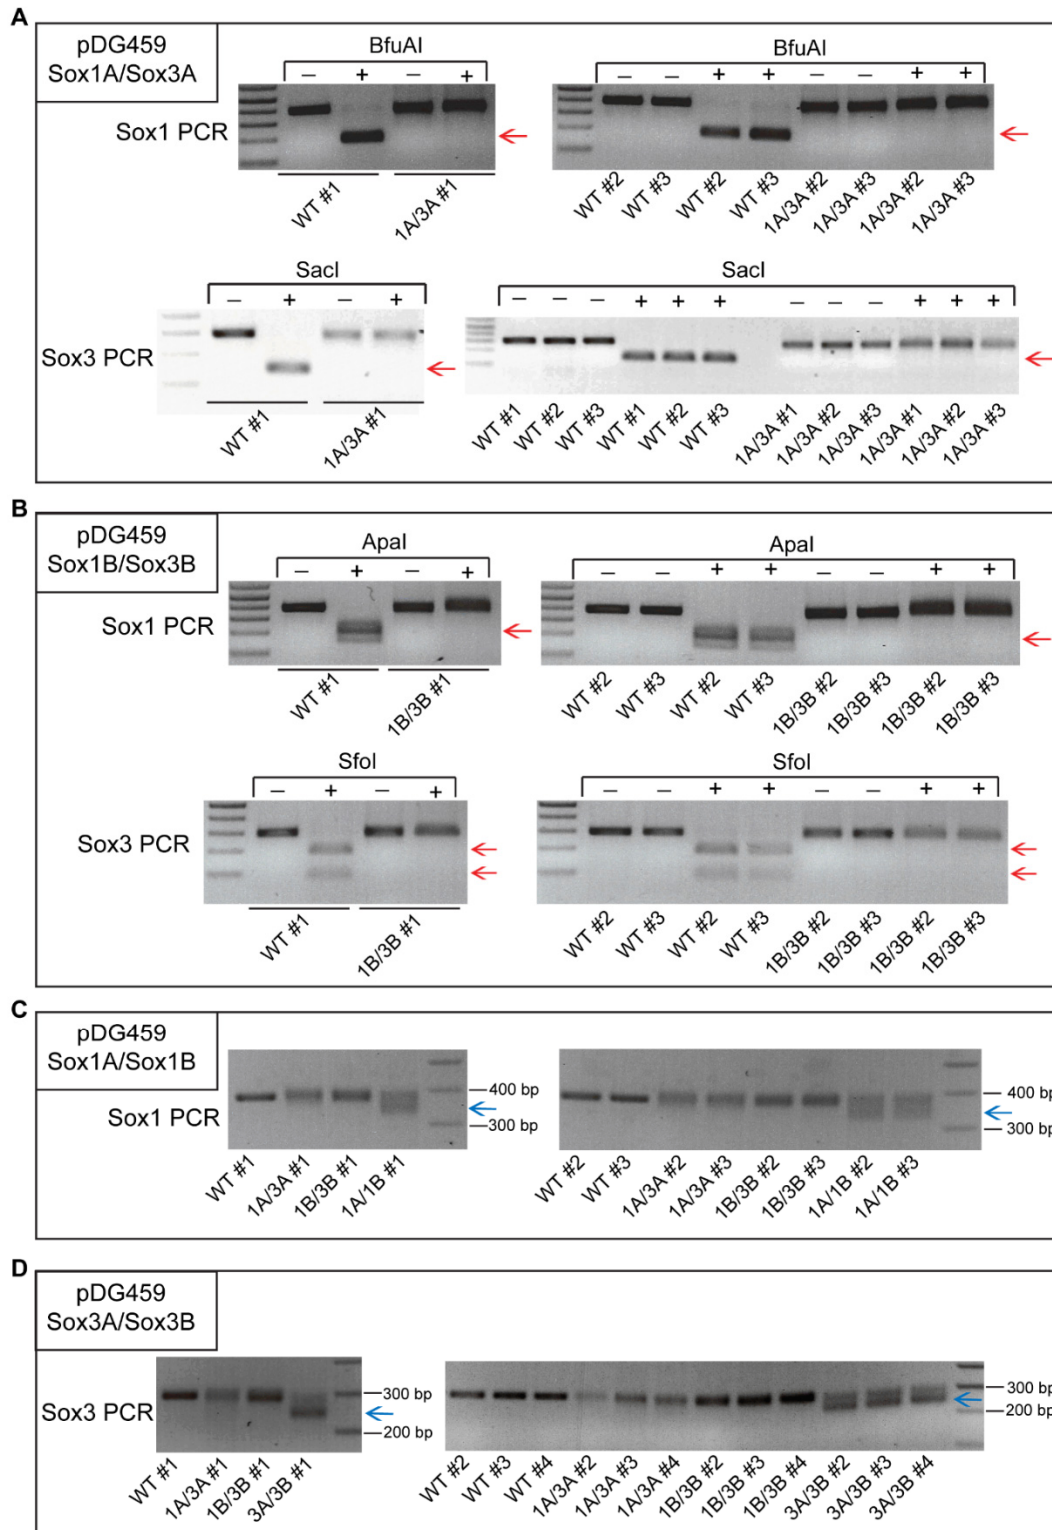 A
pDG459
Sox1A/Sox3A
BfuAI
BfuAI
− + − +
− − + + − − + +
Sox1 PCR
WT #1
1A/3A #1
WT #2
WT #3
WT #2
WT #3
1A/3A #2
1A/3A #3
1A/3A #2
1A/3A #3
SacI
SacI
− + − +
− − − + + + − − − + + +
Sox3 PCR
WT #1
1A/3A #1
WT #1
WT #2
WT #3
WT #1
WT #2
WT #3
1A/3A #1
1A/3A #2
1A/3A #3
1A/3A #1
1A/3A #2
1A/3A #3
B
pDG459
Sox1B/Sox3B
ApaI
ApaI
− + − +
− − + + − − + +
Sox1 PCR
WT #1
1B/3B #1
WT #2
WT #3
WT #2
WT #3
1B/3B #2
1B/3B #3
1B/3B #2
1B/3B #3
SfoI
SfoI
− + − +
− − + + − − + +
Sox3 PCR
WT #1
1B/3B #1
WT #2
WT #3
WT #2
WT #3
1B/3B #2
1B/3B #3
1B/3B #2
1B/3B #3
C
pDG459
Sox1A/Sox1B
Sox1 PCR
400 bp
300 bp
400 bp
300 bp
WT #1
1A/3A #1
1B/3B #1
1A/1B #1
WT #2
WT #3
1A/3A #2
1A/3A #3
1B/3B #2
1B/3B #3
1A/1B #2
1A/1B #3
D
pDG459
Sox3A/Sox3B
Sox3 PCR
300 bp
200 bp
300 bp
200 bp
WT #1
1A/3A #1
1B/3B #1
3A/3B #1
WT #2
WT #3
WT #4
1A/3A #2
1A/3A #3
1A/3A #4
1B/3B #2
1B/3B #3
1B/3B #4
3A/3B #2
3A/3B #3
3A/3B #4